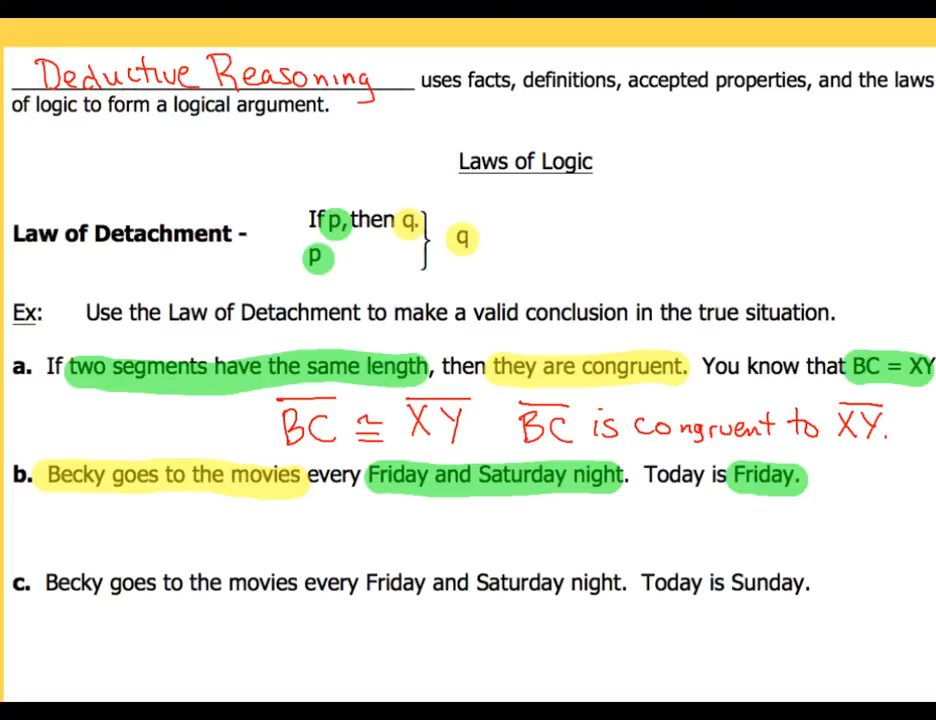 Deductive Reasoning uses facts, definitions, accepted properties, and the laws
of logic to form a logical argument.
Laws of Logic
If p, then q.
Law of Detachment - q
p
Ex: Use the Law of Detachment to make a valid conclusion in the true situation.
a. If two segments have the same length, then they are congruent. You know that BC = XY
B̅C̅ ≅ X̅Y̅ B̅C̅ is congruent to X̅Y̅.
b. Becky goes to the movies every Friday and Saturday night. Today is Friday.
c. Becky goes to the movies every Friday and Saturday night. Today is Sunday.